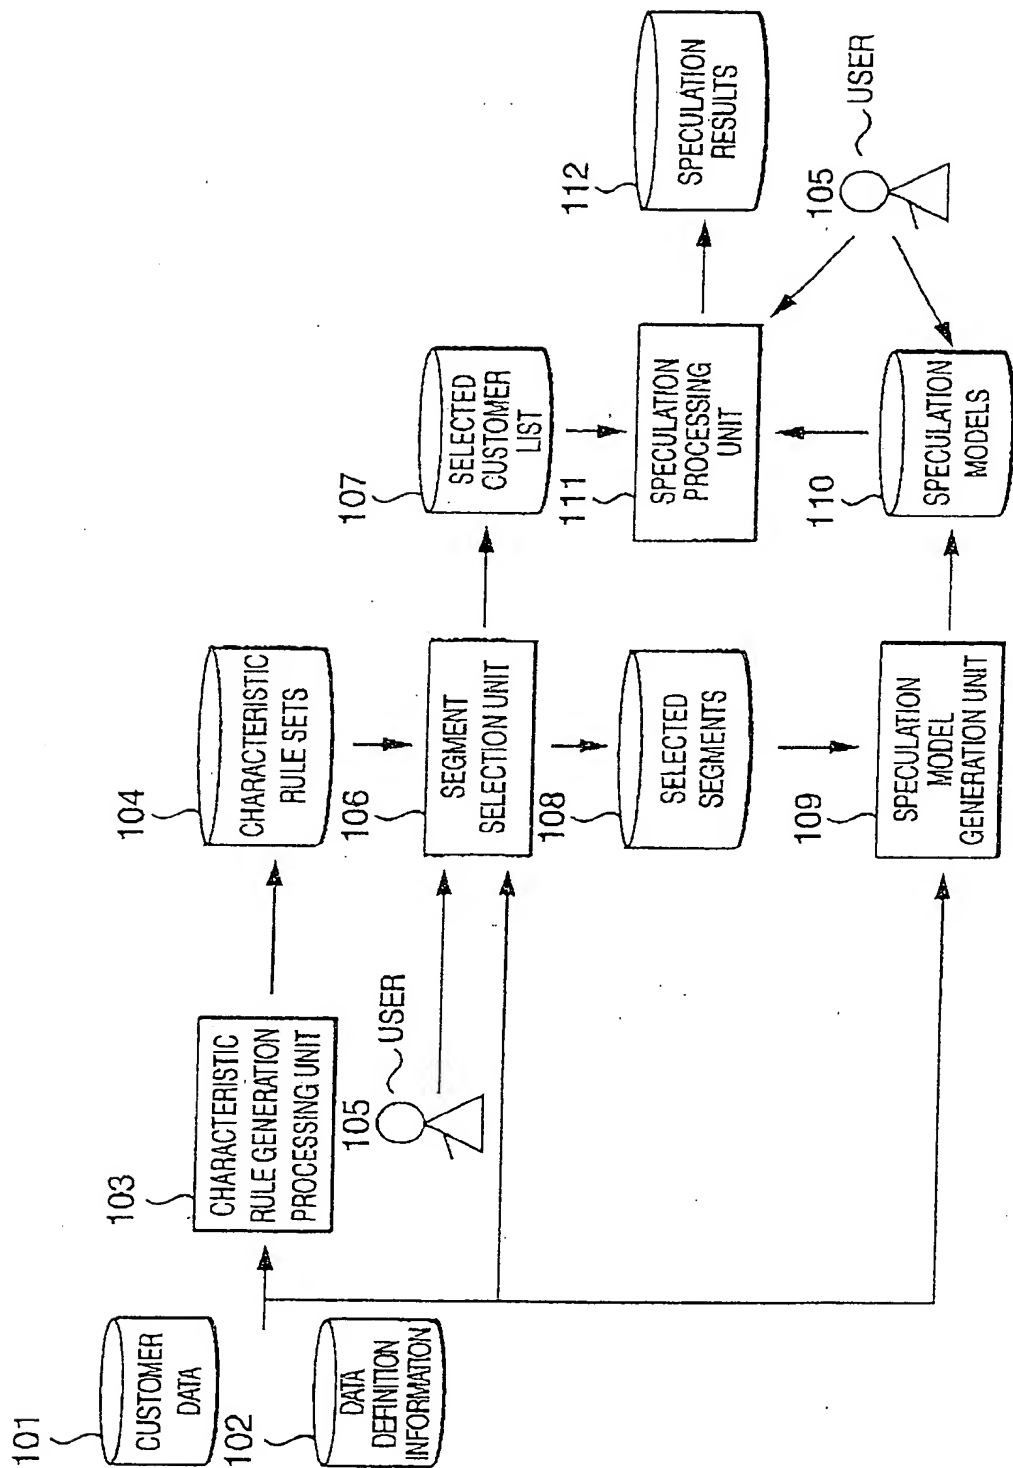 101
CUSTOMER
DATA
102
DATA
DEFINITION
INFORMATION
103
CHARACTERISTIC
RULE GENERATION
PROCESSING UNIT
104
CHARACTERISTIC
RULE SETS
105
USER
106
SEGMENT
SELECTION UNIT
107
SELECTED
CUSTOMER
LIST
108
SELECTED
SEGMENTS
109
SPECULATION
MODEL
GENERATION UNIT
110
SPECULATION
MODELS
111
SPECULATION
PROCESSING
UNIT
112
SPECULATION
RESULTS
105
USER